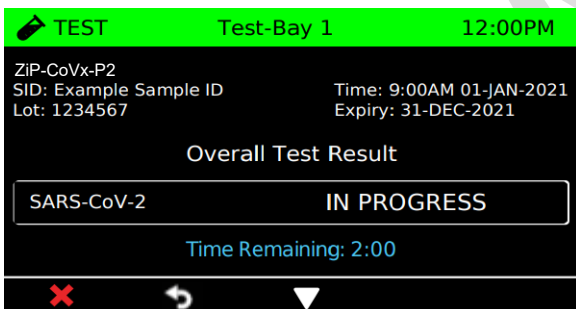 TEST Test-Bay 1 12:00PM
ZiP-CoVx-P2
SID: Example Sample ID Time: 9:00AM 01-JAN-2021
Lot: 1234567 Expiry: 31-DEC-2021
Overall Test Result
SARS-CoV-2 IN PROGRESS
Time Remaining: 2:00